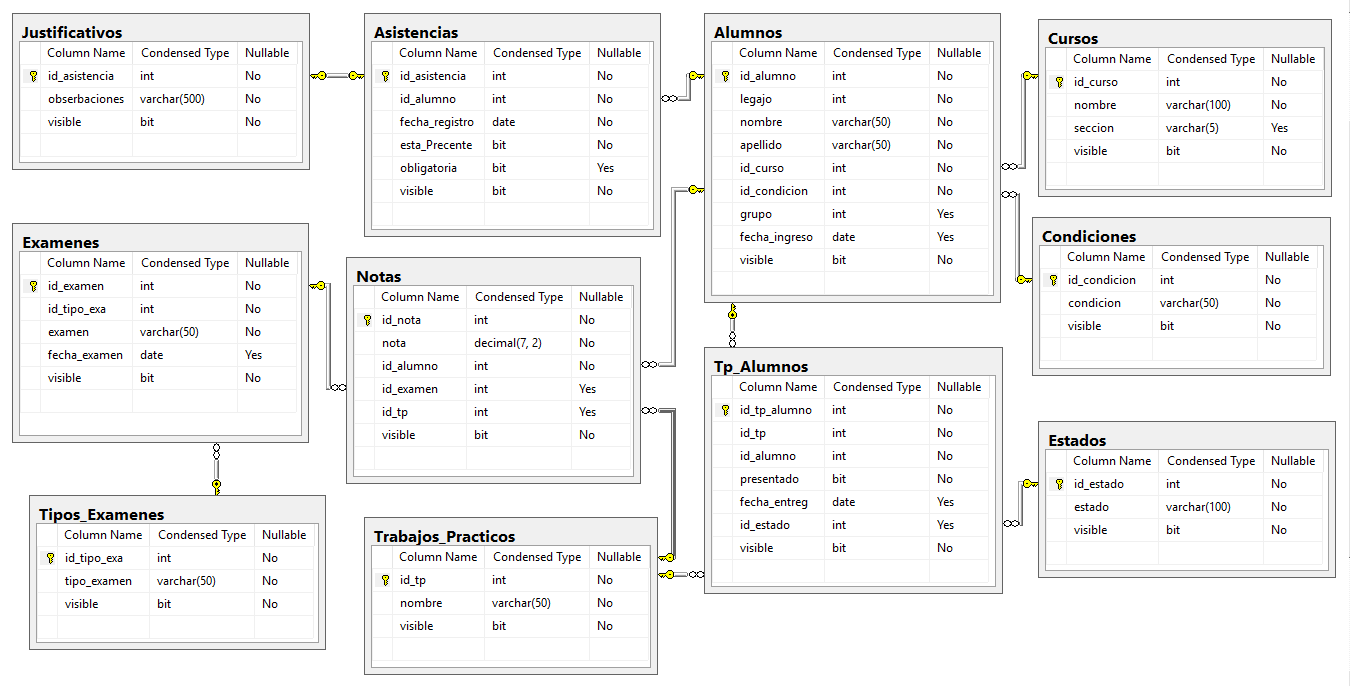 Justificativos
Column Name Condensed Type Nullable
id_asistencia int No
obserbaciones varchar(500) No
visible bit No
Asistencias
Column Name Condensed Type Nullable
id_asistencia int No
id_alumno int No
fecha_registro date No
esta_Precente bit No
obligatoria bit Yes
visible bit No
Alumnos
Column Name Condensed Type Nullable
id_alumno int No
legajo int No
nombre varchar(50) No
apellido varchar(50) No
id_curso int No
id_condicion int No
grupo int Yes
fecha_ingreso date Yes
visible bit No
Cursos
Column Name Condensed Type Nullable
id_curso int No
nombre varchar(100) No
seccion varchar(5) Yes
visible bit No
Examenes
Column Name Condensed Type Nullable
id_examen int No
id_tipo_exa int No
examen varchar(50) No
fecha_examen date Yes
visible bit No
Notas
Column Name Condensed Type Nullable
id_nota int No
nota decimal(7, 2) No
id_alumno int No
id_examen int Yes
id_tp int Yes
visible bit No
Condiciones
Column Name Condensed Type Nullable
id_condicion int No
condicion varchar(50) No
visible bit No
Tp_Alumnos
Column Name Condensed Type Nullable
id_tp_alumno int No
id_tp int No
id_alumno int No
presentado bit No
fecha_entreg date Yes
id_estado int Yes
visible bit No
Estados
Column Name Condensed Type Nullable
id_estado int No
estado varchar(100) No
visible bit No
Tipos_Examenes
Column Name Condensed Type Nullable
id_tipo_exa int No
tipo_examen varchar(50) No
visible bit No
Trabajos_Practicos
Column Name Condensed Type Nullable
id_tp int No
nombre varchar(50) No
visible bit No